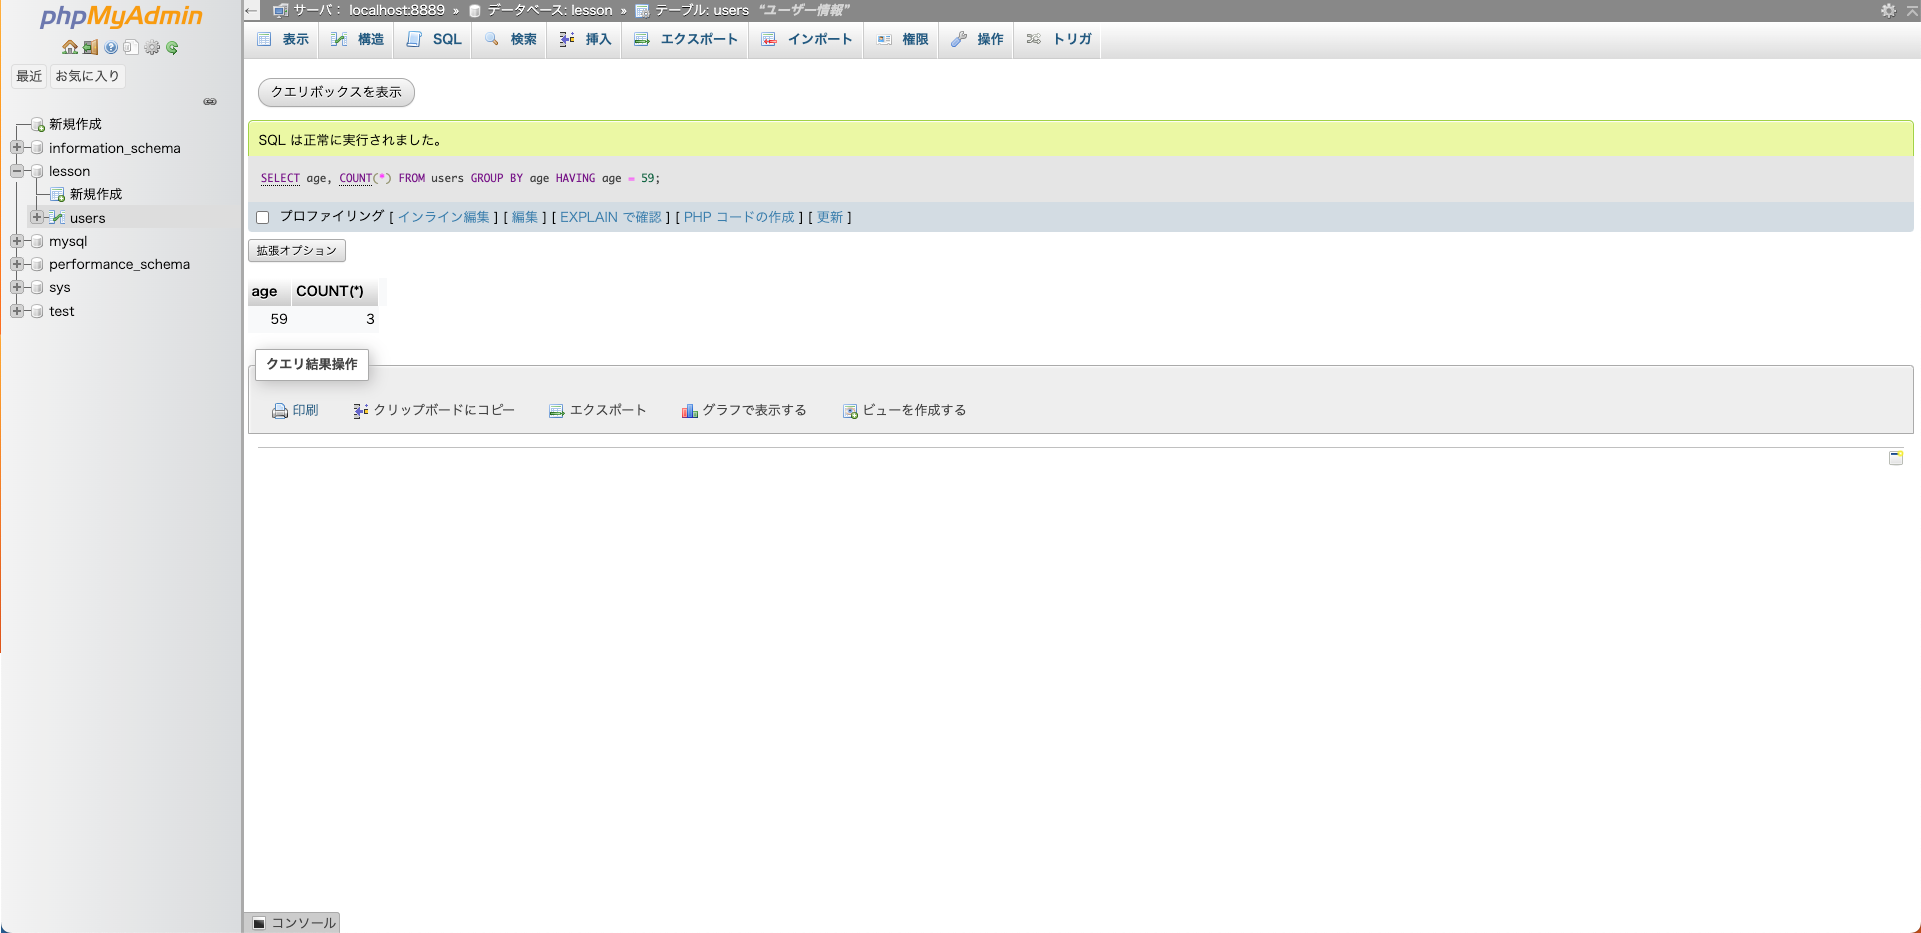 phpMyAdmin
最近 お気に入り
新規作成
information_schema
lesson
新規作成
users
mysql
performance_schema
sys
test
サーバ: localhost:8889 » データベース: lesson » テーブル: users "ユーザー情報"
表示 構造 SQL 検索 挿入 エクスポート インポート 権限 操作 トリガ
クエリボックスを表示
SQL は正常に実行されました。
SELECT age, COUNT(*) FROM users GROUP BY age HAVING age = 59;
プロファイリング [ インライン編集 ] [ 編集 ] [ EXPLAIN で確認 ] [ PHP コードの作成 ] [ 更新 ]
拡張オプション
age COUNT(*)
59 3
クエリ結果操作
印刷 クリップボードにコピー エクスポート グラフで表示する ビューを作成する
コンソール